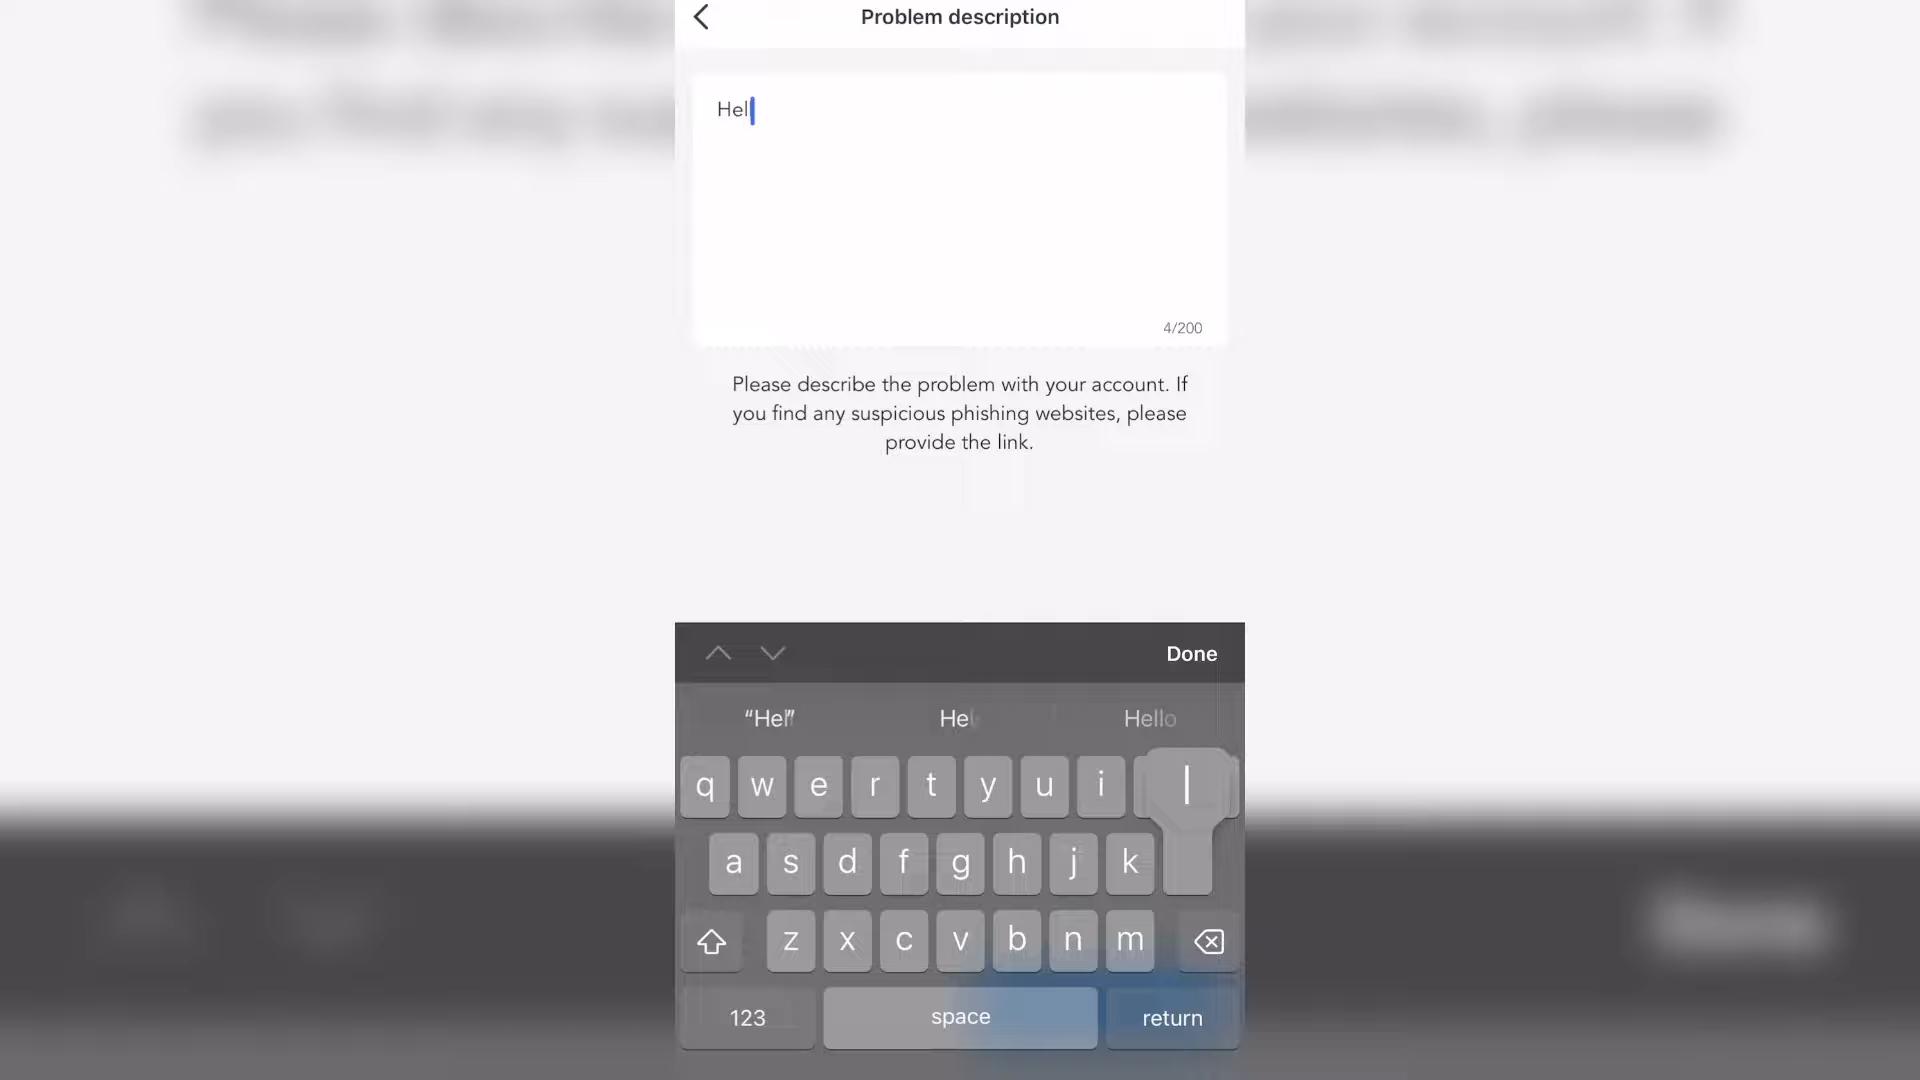 Problem description
Hel
4/200
Please describe the problem with your account. If
you find any suspicious phishing websites, please
provide the link.
Done
“Hel” Hel Hello
q w e r t y u i l
a s d f g h j k
z x c v b n m
123 space return